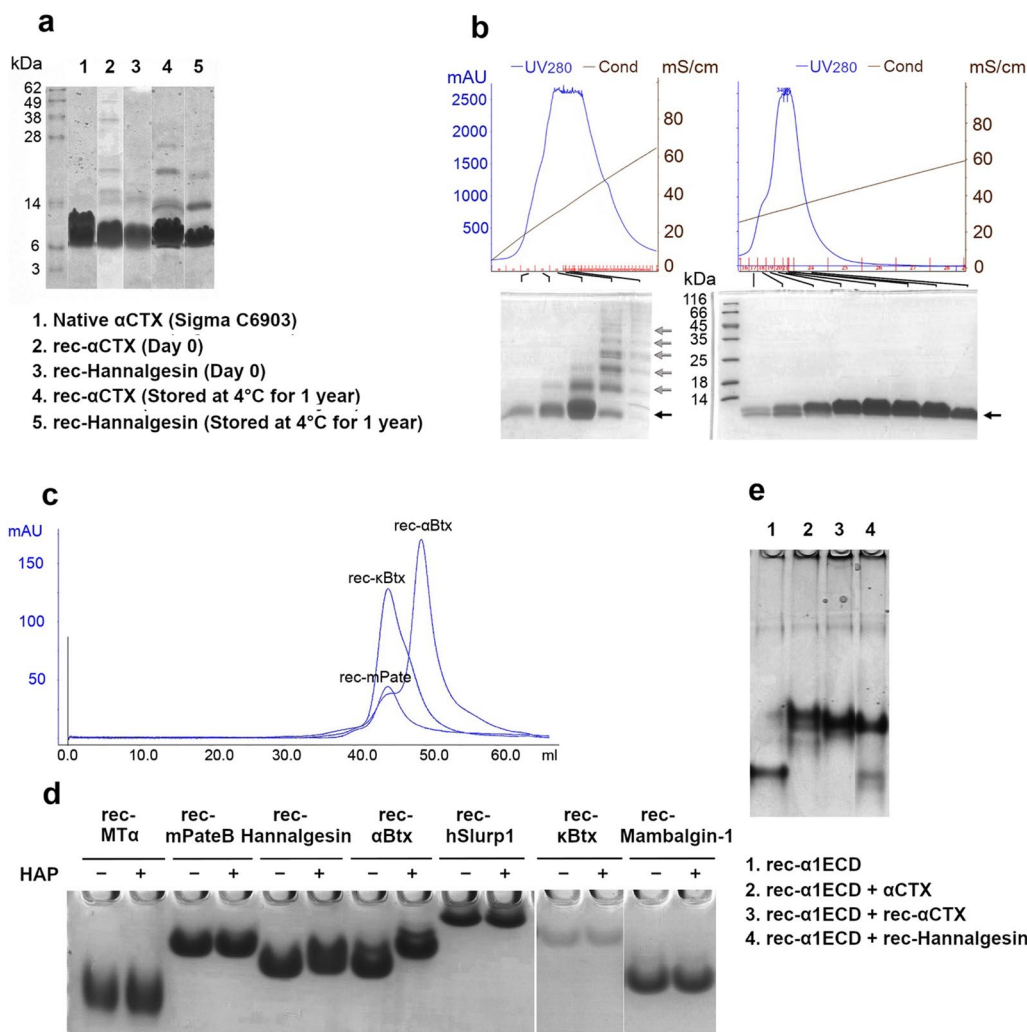 a
kDa 1 2 3 4 5
62
49
38
28
14
6
3
1. Native αCTX (Sigma C6903)
2. rec-αCTX (Day 0)
3. rec-Hannalgesin (Day 0)
4. rec-αCTX (Stored at 4°C for 1 year)
5. rec-Hannalgesin (Stored at 4°C for 1 year)
b
mAU UV280 Cond mS/cm
2500
2000
1500
1000
500
80
60
40
20
0
UV280 Cond mS/cm
80
60
40
20
0
kDa
116
66
45
35
25
18
14
c
mAU
150
100
50
rec-αBtx
rec-κBtx
rec-mPate
0.0 10.0 20.0 30.0 40.0 50.0 60.0 ml
d
rec-MTα
rec-mPateB
rec-Hannalgesin
rec-αBtx
rec-hSlurp1
rec-κBtx
rec-Mambalgin-1
HAP – + – + – + – + – + – + – +
e
1 2 3 4
1. rec-α1ECD
2. rec-α1ECD + αCTX
3. rec-α1ECD + rec-αCTX
4. rec-α1ECD + rec-Hannalgesin